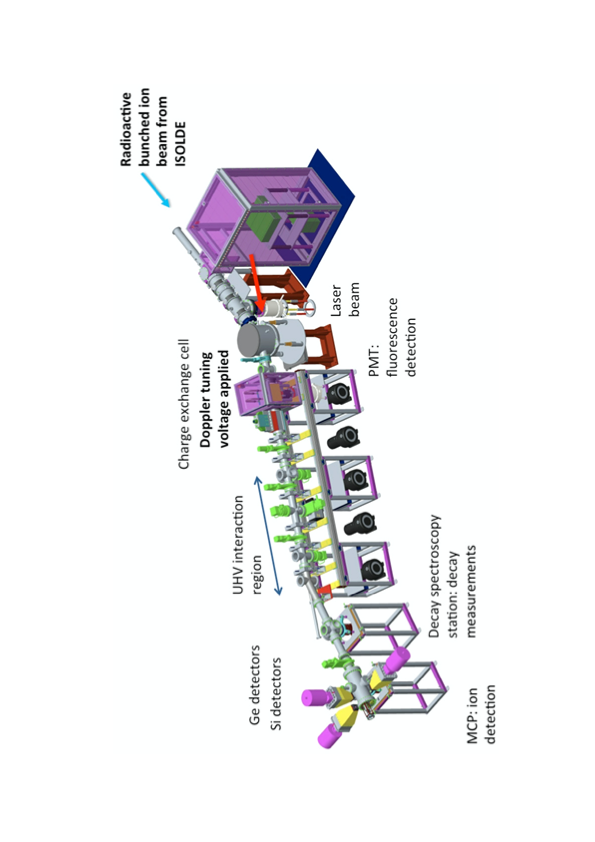 Radioactive
bunched ion
beam from
ISOLDE
Charge exchange cell
Doppler tuning
voltage applied
Laser
beam
PMT:
fluorescence
detection
UHV interaction
region
Ge detectors
Si detectors
Decay spectroscopy
station: decay
measurements
MCP: ion
detection